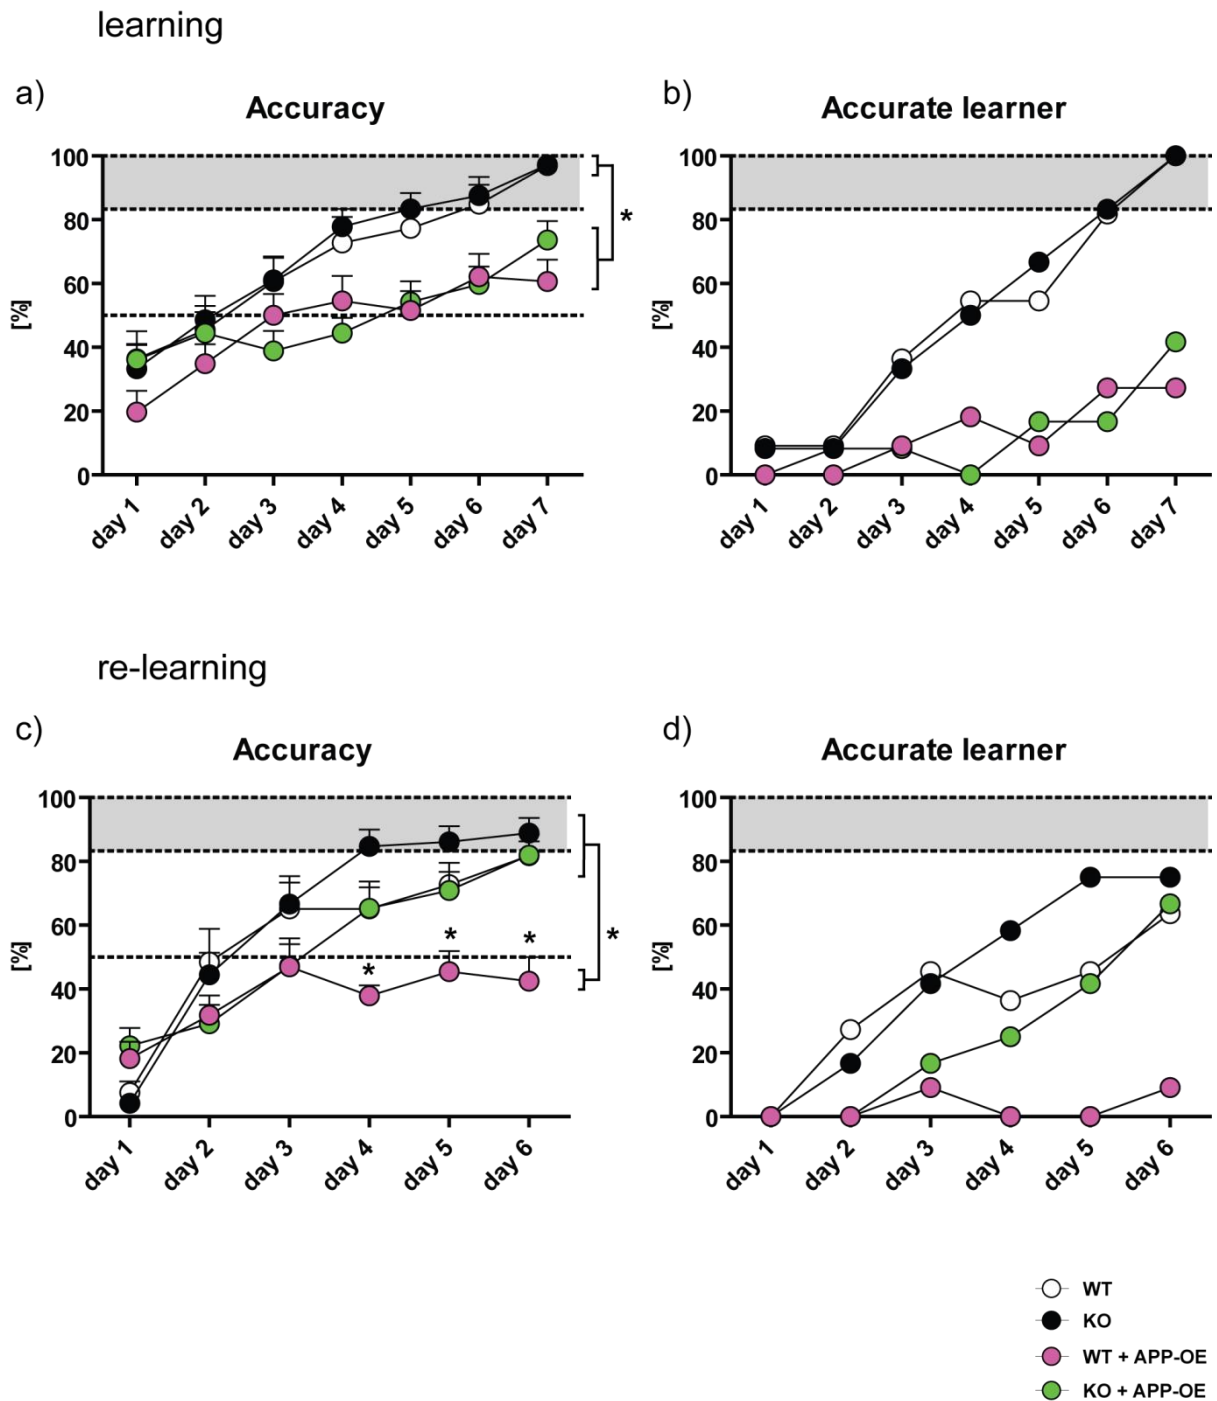 learning
a)
Accuracy
100
80
60
40
20
0
[%]
*
day 1
day 2
day 3
day 4
day 5
day 6
day 7
b)
Accurate learner
100
80
60
40
20
0
[%]
day 1
day 2
day 3
day 4
day 5
day 6
day 7
re-learning
c)
Accuracy
100
80
60
40
20
0
[%]
*
*
*
*
day 1
day 2
day 3
day 4
day 5
day 6
d)
Accurate learner
100
80
60
40
20
0
[%]
day 1
day 2
day 3
day 4
day 5
day 6
WT
KO
WT + APP-OE
KO + APP-OE